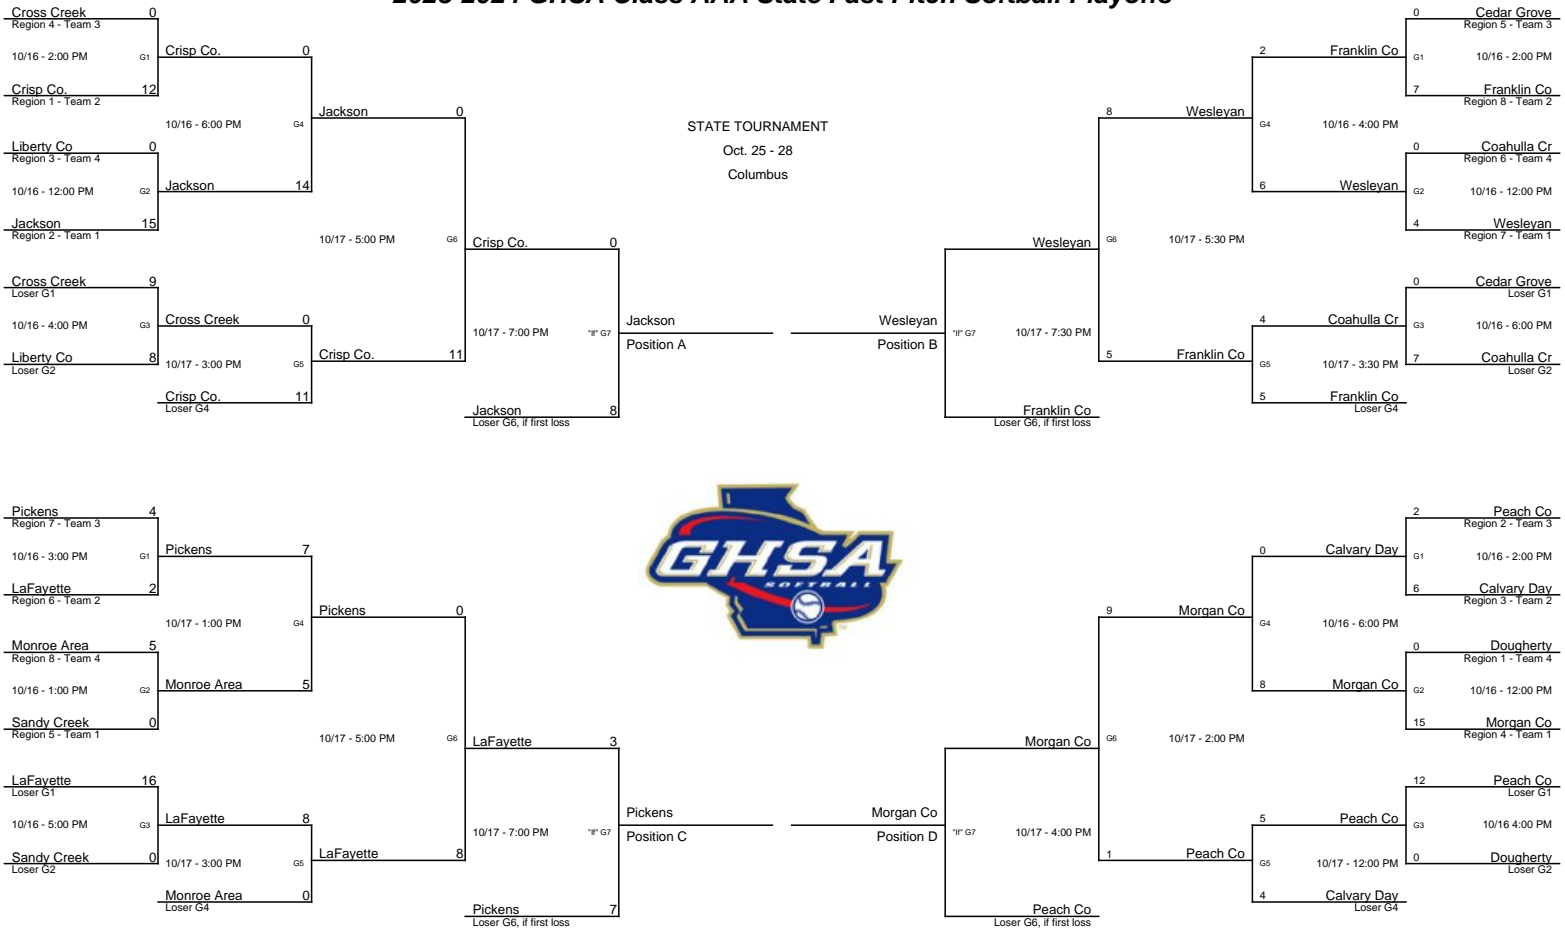 2023-2024 GHSA Class AAA State Fast Pitch Softball Playoffs
Cross Creek 0
Region 4 - Team 3
10/16 - 2:00 PM G1
Crisp Co. 0
Crisp Co. 12
Region 1 - Team 2
10/16 - 6:00 PM G4
Jackson 0
Liberty Co 0
Region 3 - Team 4
10/16 - 12:00 PM G2
Jackson 14
Jackson 15
Region 2 - Team 1
10/17 - 5:00 PM G6
Crisp Co. 0
Cross Creek 9
Loser G1
10/16 - 4:00 PM G3
Cross Creek 0
Liberty Co 8
Loser G2
10/17 - 3:00 PM G5
Crisp Co. 11
Crisp Co. 11
Loser G4
10/17 - 7:00 PM "If" G7
Jackson
Position A
Jackson 8
Loser G6, if first loss
STATE TOURNAMENT
Oct. 25 - 28
Columbus
0 Cedar Grove
Region 5 - Team 3
2 Franklin Co
G1 10/16 - 2:00 PM
7 Franklin Co
Region 8 - Team 2
8 Wesleyan
G4 10/16 - 4:00 PM
0 Coahulla Cr
Region 6 - Team 4
6 Wesleyan
G2 10/16 - 12:00 PM
4 Wesleyan
Region 7 - Team 1
Wesleyan
G6 10/17 - 5:30 PM
0 Cedar Grove
Loser G1
4 Coahulla Cr
G3 10/16 - 6:00 PM
7 Coahulla Cr
Loser G2
5 Franklin Co
G5 10/17 - 3:30 PM
5 Franklin Co
Loser G4
Wesleyan
Position B
"If" G7 10/17 - 7:30 PM
Franklin Co
Loser G6, if first loss
GHSA
SOFTBALL
TM
Pickens 4
Region 7 - Team 3
10/16 - 3:00 PM G1
Pickens 7
LaFayette 2
Region 6 - Team 2
10/17 - 1:00 PM G4
Pickens 0
Monroe Area 5
Region 8 - Team 4
10/16 - 1:00 PM G2
Monroe Area 5
Sandy Creek 0
Region 5 - Team 1
10/17 - 5:00 PM G6
LaFayette 3
LaFayette 16
Loser G1
10/16 - 5:00 PM G3
LaFayette 8
Sandy Creek 0
Loser G2
10/17 - 3:00 PM G5
LaFayette 8
Monroe Area 0
Loser G4
10/17 - 7:00 PM "If" G7
Pickens
Position C
Pickens 7
Loser G6, if first loss
2 Peach Co
Region 2 - Team 3
0 Calvary Day
G1 10/16 - 2:00 PM
6 Calvary Day
Region 3 - Team 2
9 Morgan Co
G4 10/16 - 6:00 PM
0 Dougherty
Region 1 - Team 4
8 Morgan Co
G2 10/16 - 12:00 PM
15 Morgan Co
Region 4 - Team 1
Morgan Co
G6 10/17 - 2:00 PM
12 Peach Co
Loser G1
5 Peach Co
G3 10/16 4:00 PM
0 Dougherty
Loser G2
1 Peach Co
G5 10/17 - 12:00 PM
4 Calvary Day
Loser G4
Morgan Co
Position D
"If" G7 10/17 - 4:00 PM
Peach Co
Loser G6, if first loss